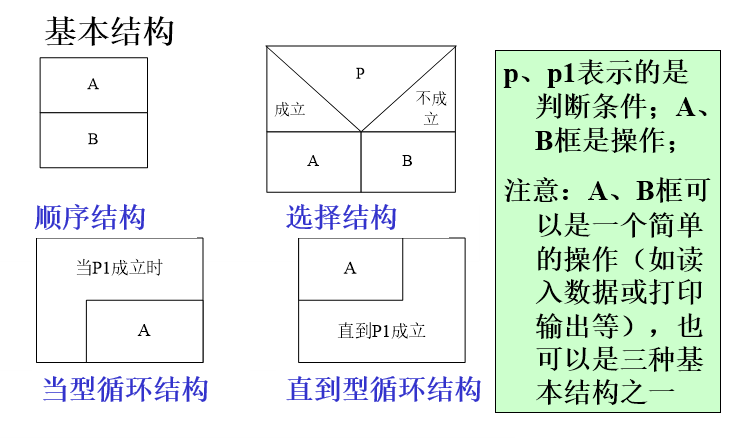 基本结构
A
B
顺序结构
P
成立
不成
立
A
B
选择结构
当P1成立时
A
当型循环结构
A
直到P1成立
直到型循环结构
p、p1表示的是
判断条件；A、
B框是操作；
注意：A、B框可
以是一个简单
的操作（如读
入数据或打印
输出等），也
可以是三种基
本结构之一